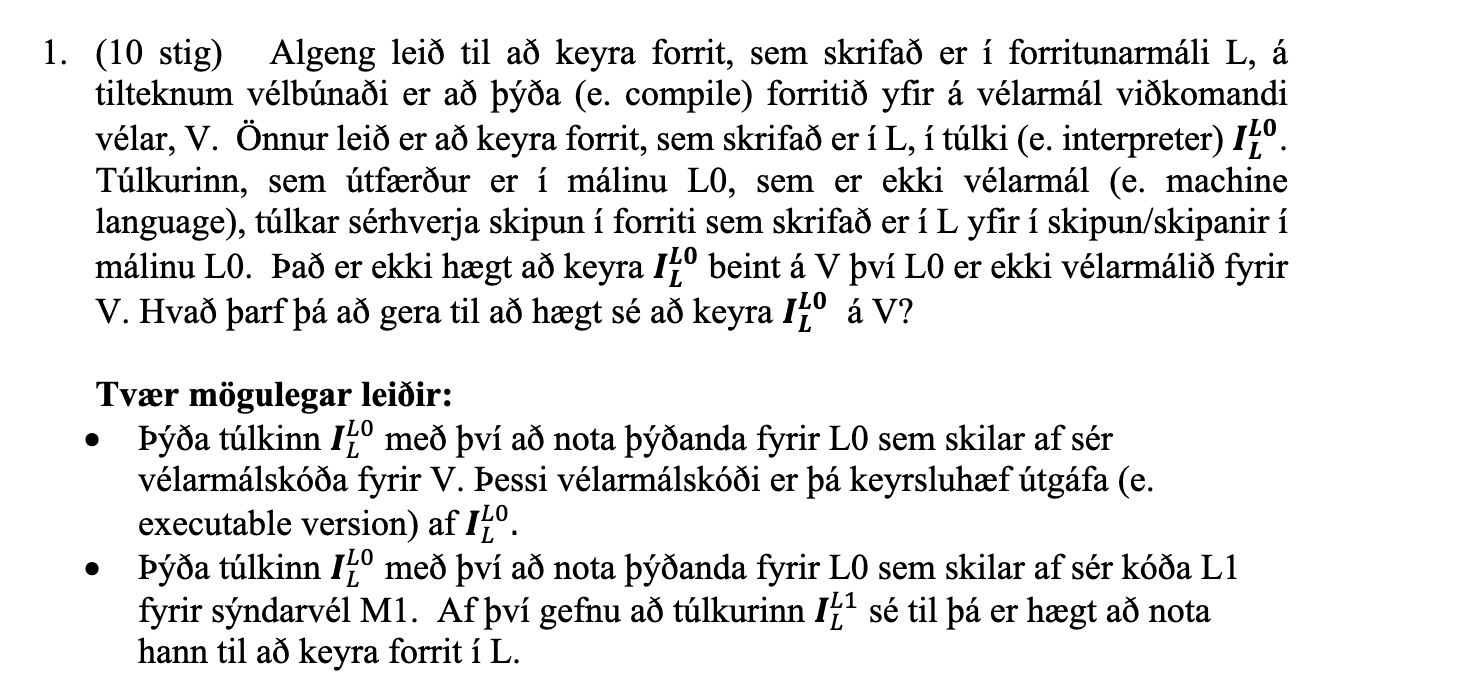 1. (10 stig) Algeng leið til að keyra forrit, sem skrifað er í forritunarmáli L, á
tilteknum vélbúnaði er að þýða (e. compile) forritið yfir á vélarmál viðkomandi
vélar, V. Önnur leið er að keyra forrit, sem skrifað er í L, í túlki (e. interpreter) $I_L^{L0}$.
Túlkurinn, sem útfærður er í málinu L0, sem er ekki vélarmál (e. machine
language), túlkar sérhverja skipun í forriti sem skrifað er í L yfir í skipun/skipanir í
málinu L0. Það er ekki hægt að keyra $I_L^{L0}$ beint á V því L0 er ekki vélarmálið fyrir
V. Hvað þarf þá að gera til að hægt sé að keyra $I_L^{L0}$ á V?
Tvær mögulegar leiðir:
• Þýða túlkinn $I_L^{L0}$ með því að nota þýðanda fyrir L0 sem skilar af sér
vélarmálskóða fyrir V. Þessi vélarmálskóði er þá keyrsluhæf útgáfa (e.
executable version) af $I_L^{L0}$.
• Þýða túlkinn $I_L^{L0}$ með því að nota þýðanda fyrir L0 sem skilar af sér kóða L1
fyrir sýndarvél M1. Af því gefnu að túlkurinn $I_L^{L1}$ sé til þá er hægt að nota
hann til að keyra forrit í L.